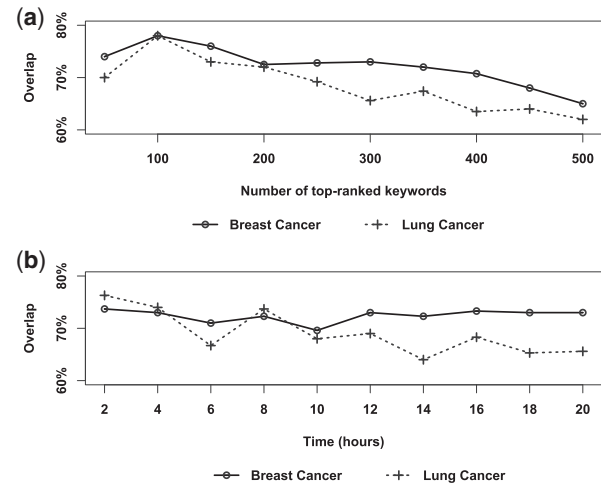 (a)
80%
70%
60%
Overlap
100 200 300 400 500
Number of top-ranked keywords
Breast Cancer Lung Cancer
(b)
80%
70%
60%
Overlap
2 4 6 8 10 12 14 16 18 20
Time (hours)
Breast Cancer Lung Cancer